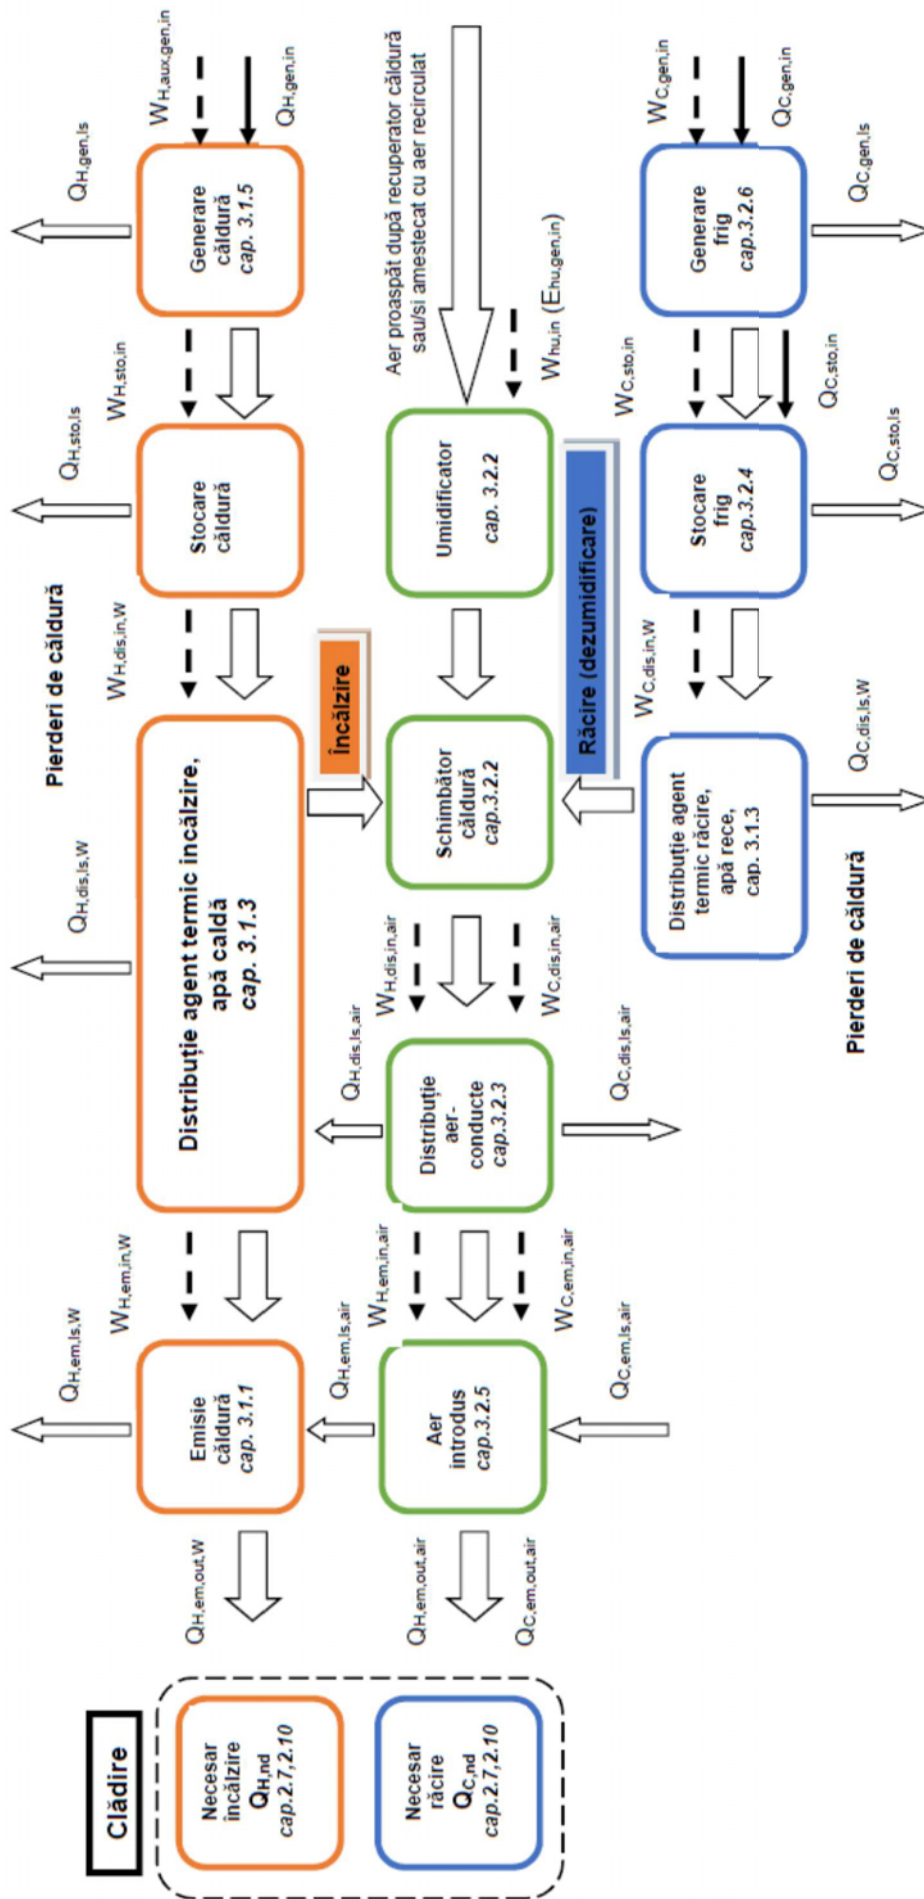 Clădire
Necesar
încălzire
QH,nd
cap.2.7,2.10
Necesar
răcire
QC,nd
cap.2.7,2.10
QH,em,out,W
QH,em,out,air
QC,em,out,air
QH,em,ls,W
Emisie
căldură
cap. 3.1.1
QH,em,ls,air
Aer
introdus
cap.3.2.5
QC,em,ls,air
WH,em,in,W
WH,em,in,air
WC,em,in,air
QH,dis,ls,W
Distribuție agent termic incălzire,
apă caldă
cap. 3.1.3
QH,dis,ls,air
Distribuție
aer-
conducte
cap.3.2.3
QC,dis,ls,air
WH,dis,in,air
WC,dis,in,air
Pierderi de căldură
Încălzire
Schimbător
căldură
cap.3.2.2
Răcire (dezumidificare)
Distribuție agent
termic răcire,
apă rece,
cap. 3.1.3
QC,dis,ls,W
Pierderi de căldură
WH,dis,in,W
WC,dis,in,W
QH,sto,ls
Stocare
căldură
Umidificator
cap. 3.2.2
Stocare
frig
cap.3.2.4
QC,sto,ls
WH,sto,in
WC,sto,in
QC,sto,in
Aer proaspăt după recuperator căldură
sau/si amestecat cu aer recirculat
Whu,in (Ehu,gen,in)
QH,gen,ls
Generare
căldură
cap. 3.1.5
Generare
frig
cap.3.2.6
QC,gen,ls
WH,aux,gen,in
QH,gen,in
WC,gen,in
QC,gen,in